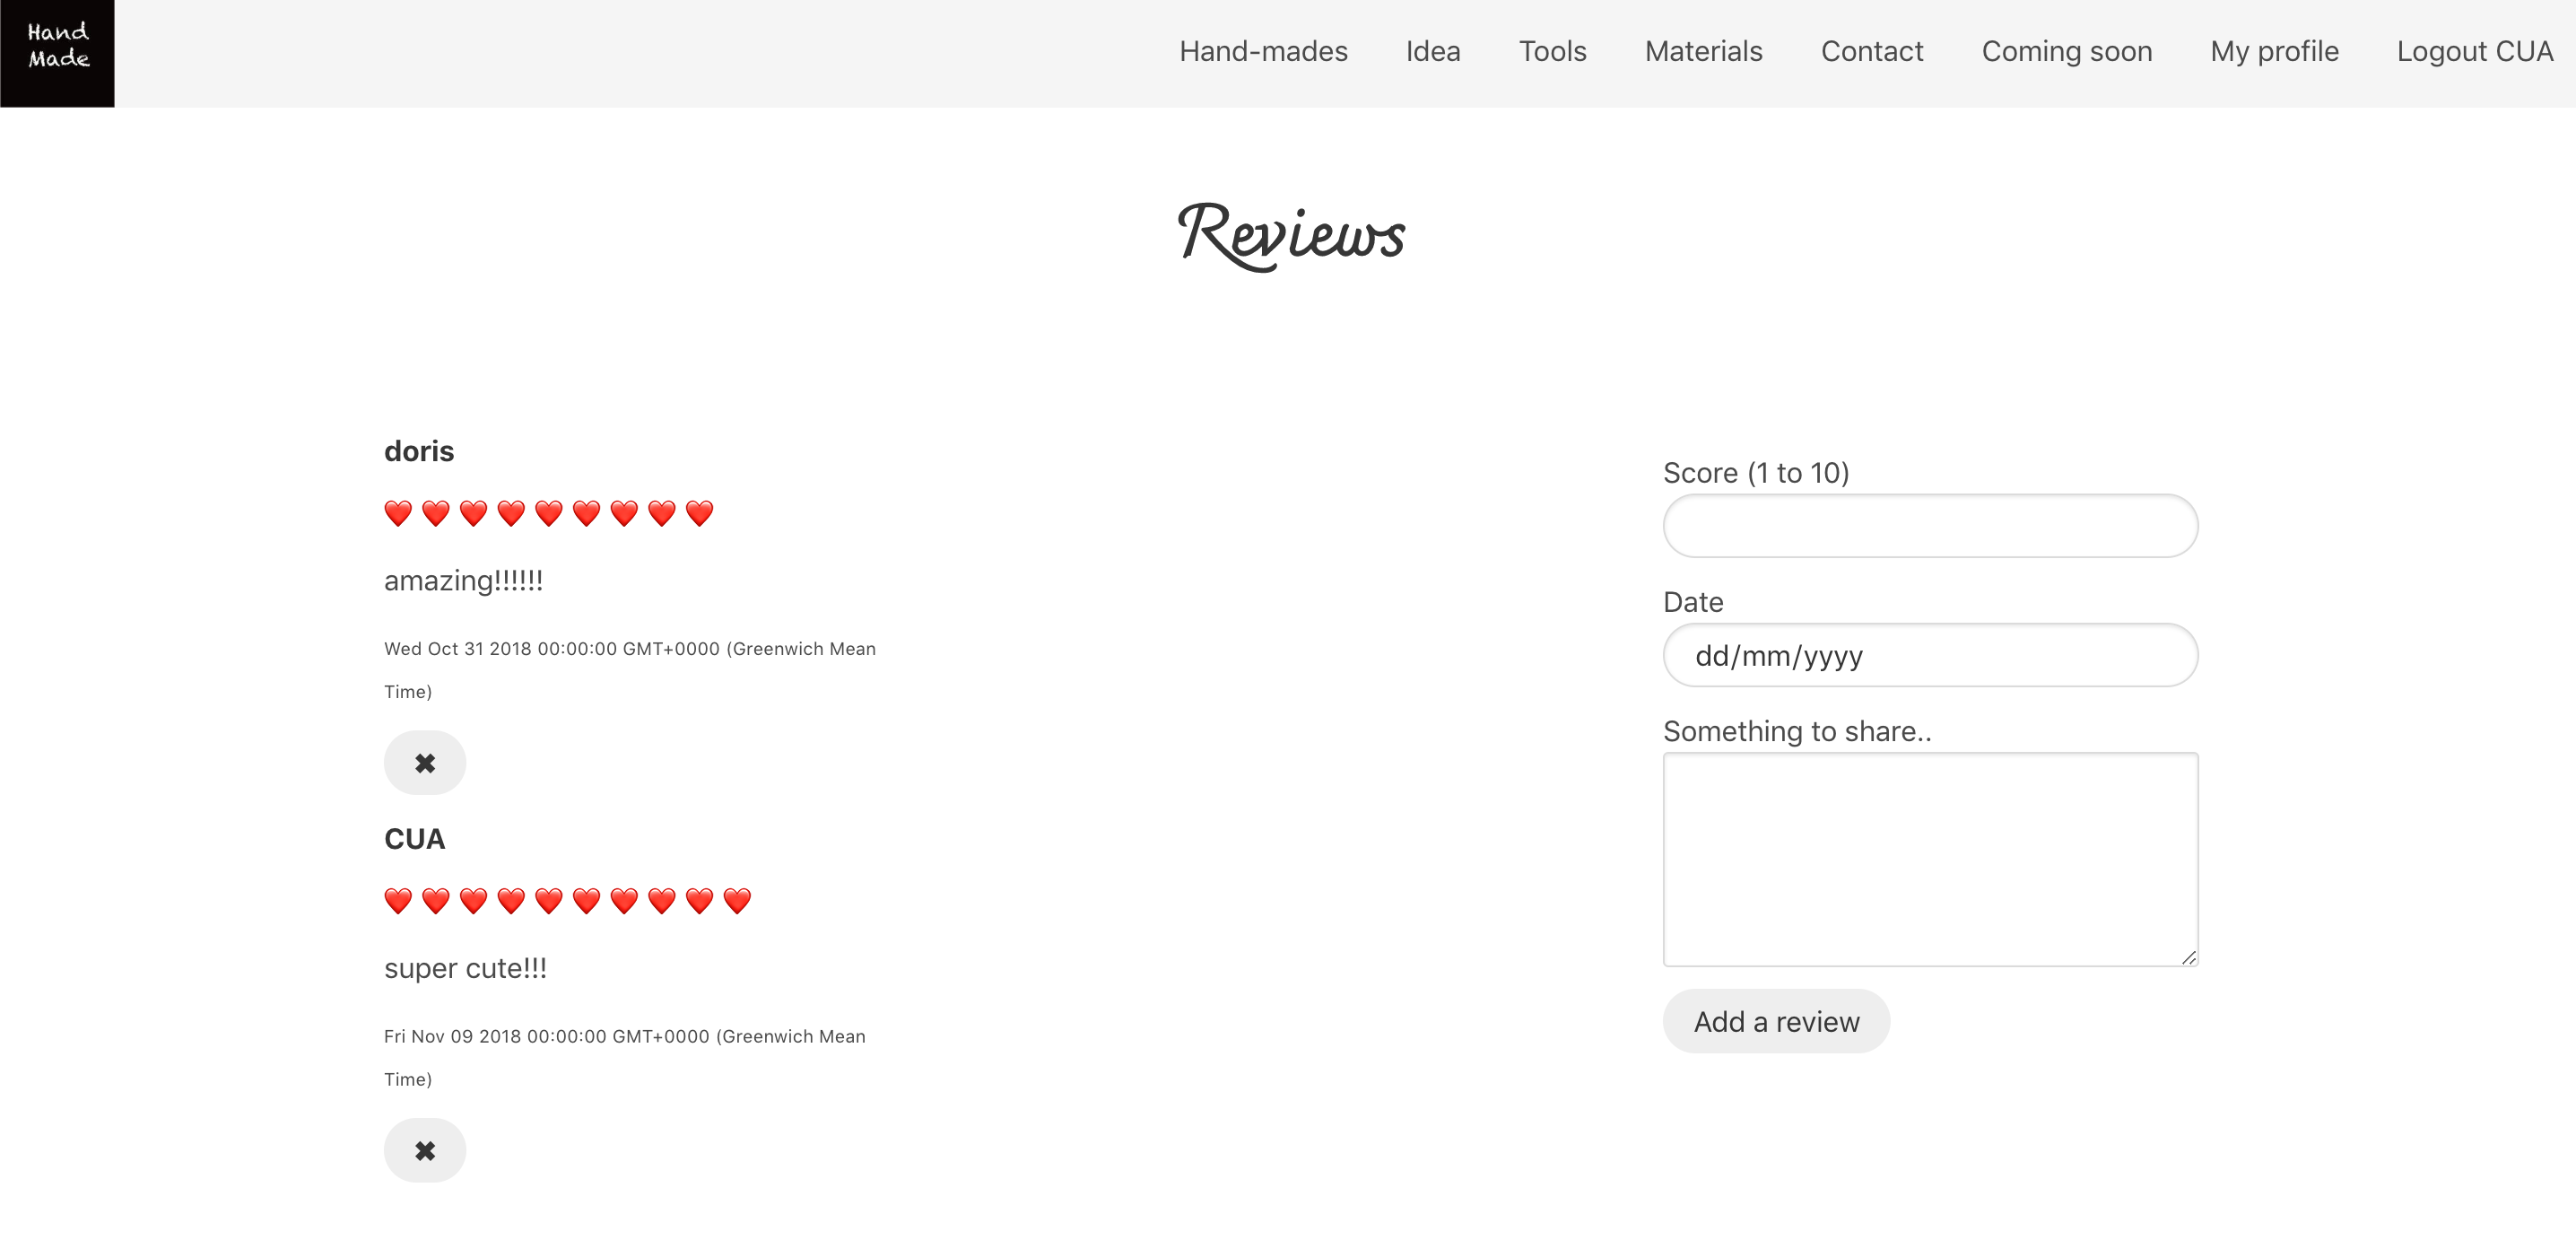 Hand
Made
Hand-mades Idea Tools Materials Contact Coming soon My profile Logout CUA
Reviews
doris
❤️ ❤️ ❤️ ❤️ ❤️ ❤️ ❤️ ❤️ ❤️
amazing!!!!!!
Wed Oct 31 2018 00:00:00 GMT+0000 (Greenwich Mean
Time)
✖
CUA
❤️ ❤️ ❤️ ❤️ ❤️ ❤️ ❤️ ❤️ ❤️ ❤️
super cute!!!
Fri Nov 09 2018 00:00:00 GMT+0000 (Greenwich Mean
Time)
✖
Score (1 to 10)
Date
dd/mm/yyyy
Something to share..
Add a review